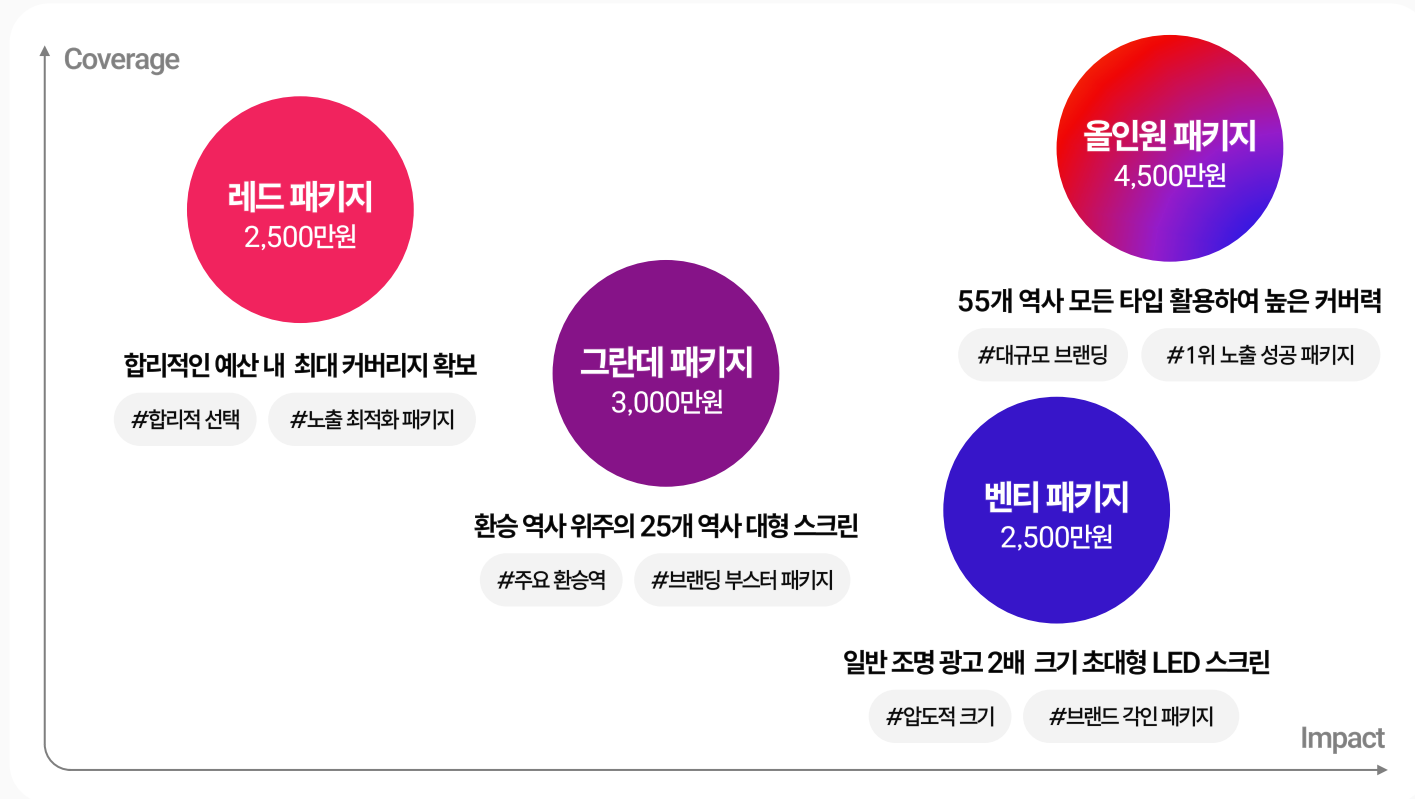 Coverage
레드 패키지
2,500만원
합리적인 예산 내 최대 커버리지 확보
#합리적 선택
#노출 최적화 패키지
그란데 패키지
3,000만원
환승 역사 위주의 25개 역사 대형 스크린
#주요 환승역
#브랜딩 부스터 패키지
올인원 패키지
4,500만원
55개 역사 모든 타입 활용하여 높은 커버력
#대규모 브랜딩
#1위 노출 성공 패키지
벤티 패키지
2,500만원
일반 조명 광고 2배 크기 초대형 LED 스크린
#압도적 크기
#브랜드 각인 패키지
Impact